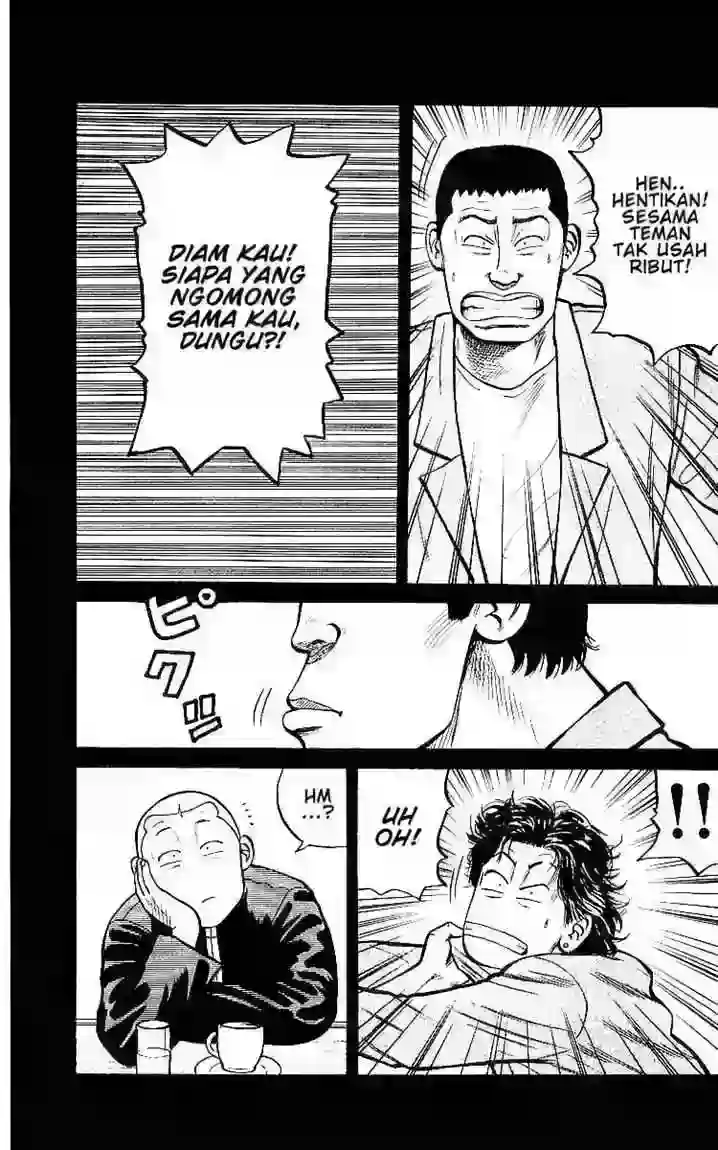 HEN..
HENTIKAN!
SESAMA
TEMAN
TAK USAH
RIBUT!
DIAM KAU!
SIAPA YANG
NGOMONG
SAMA KAU,
DUNGU?!
ピクッ
!!
UH
OH!
HM
...?